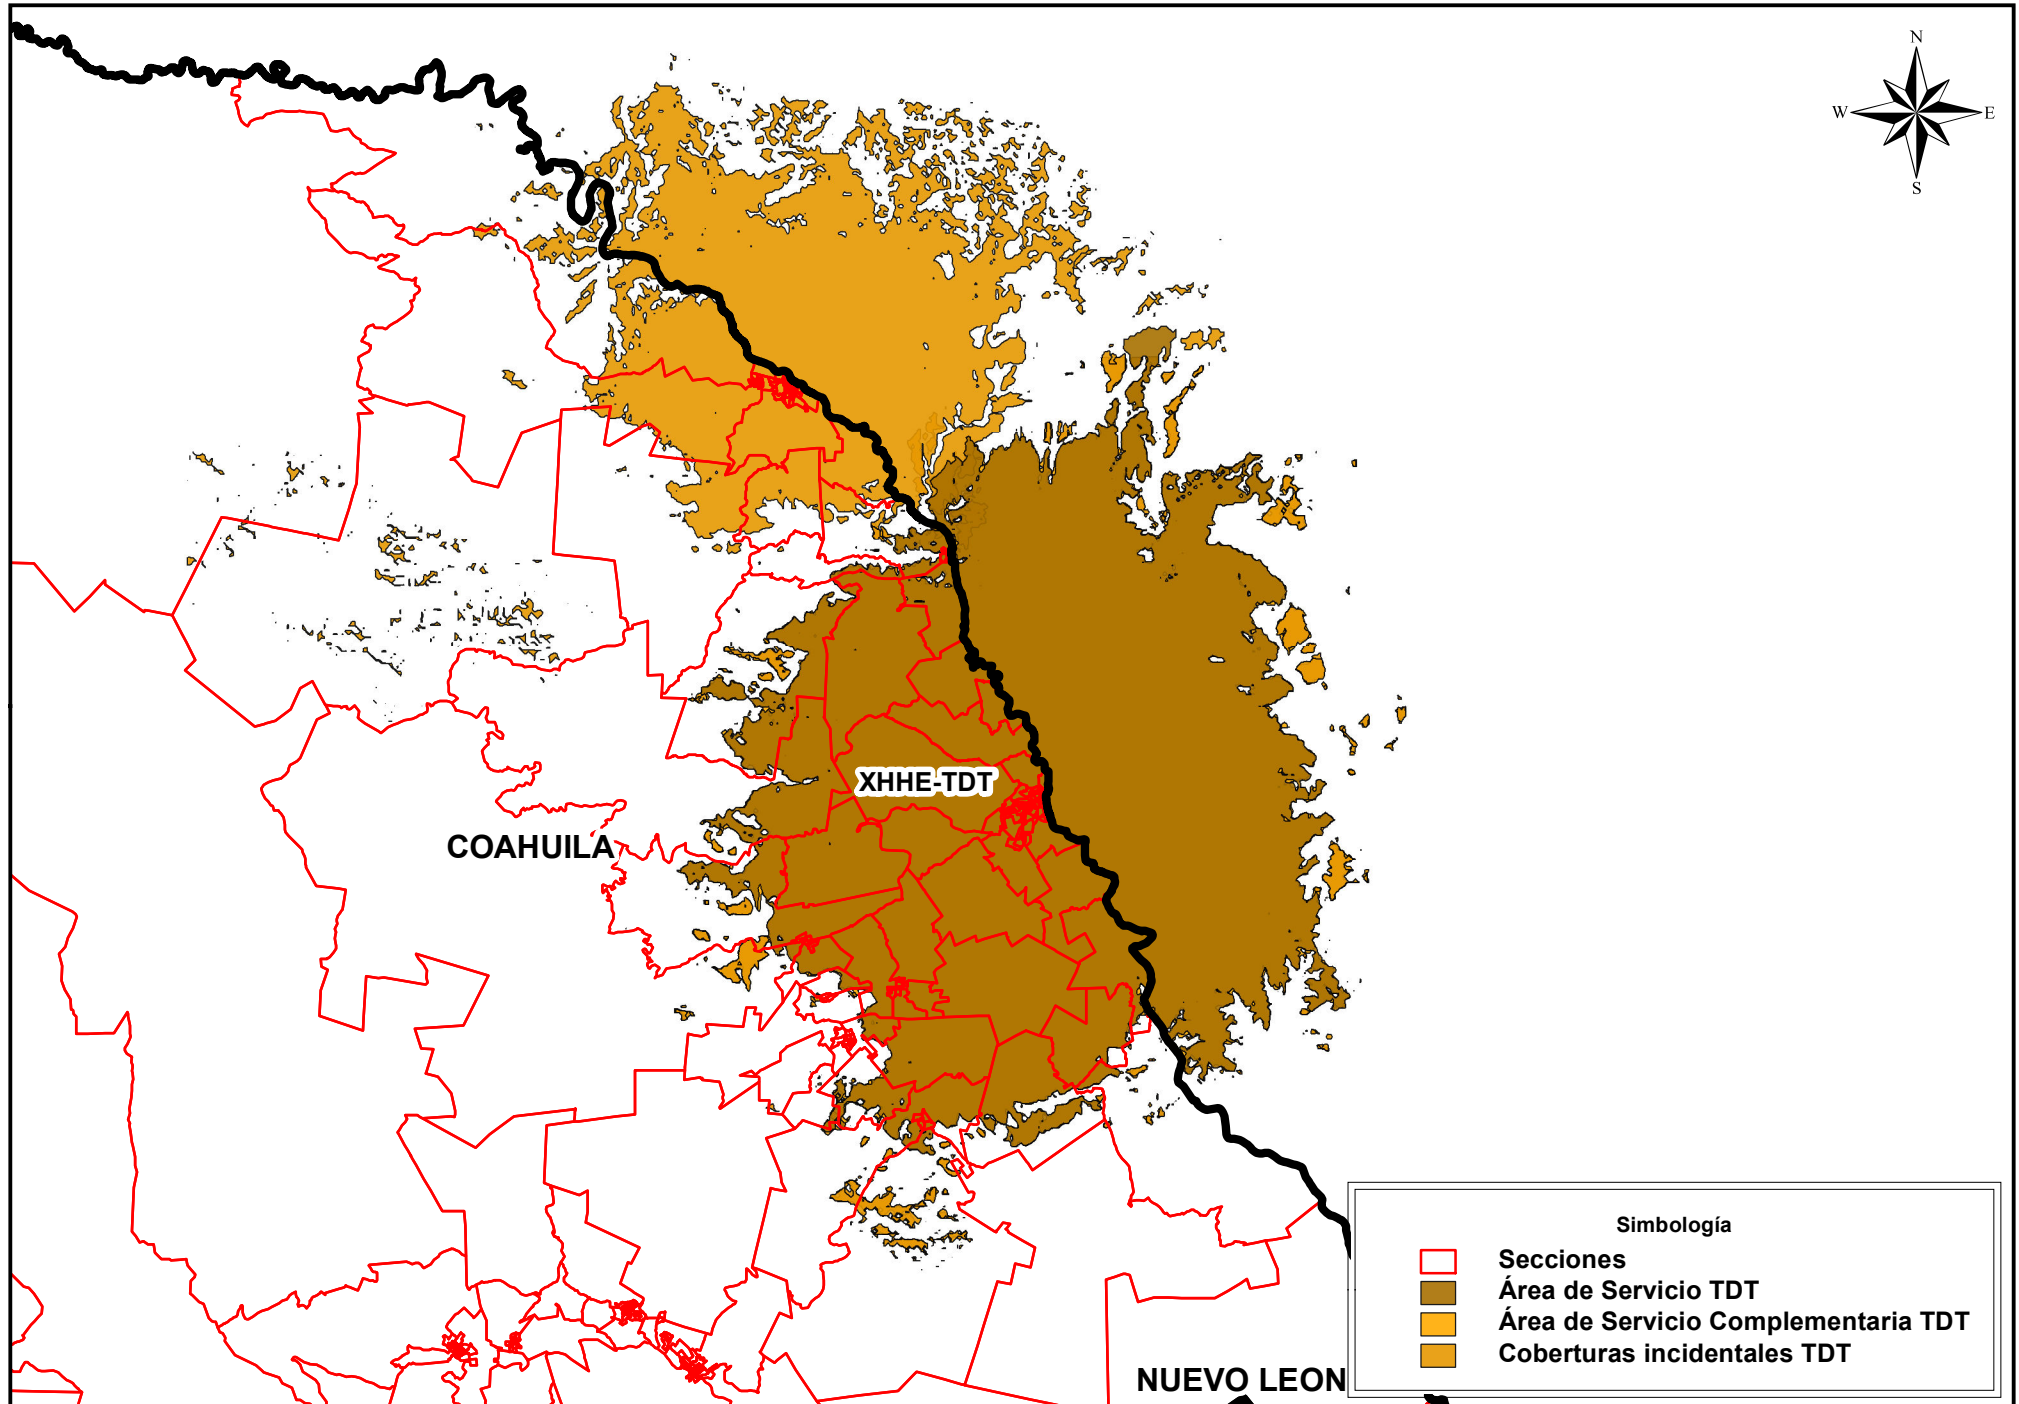 N
W E
S
XHHE-TDT
COAHUILA
NUEVO LEON
Simbología
Secciones
Área de Servicio TDT
Área de Servicio Complementaria TDT
Coberturas incidentales TDT